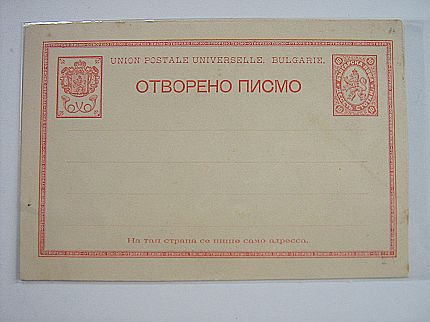 UNION POSTALE UNIVERSELLE. BULGARIE.
ОТВОРЕНО ПИСМО
На тая страна се пише само адресса.